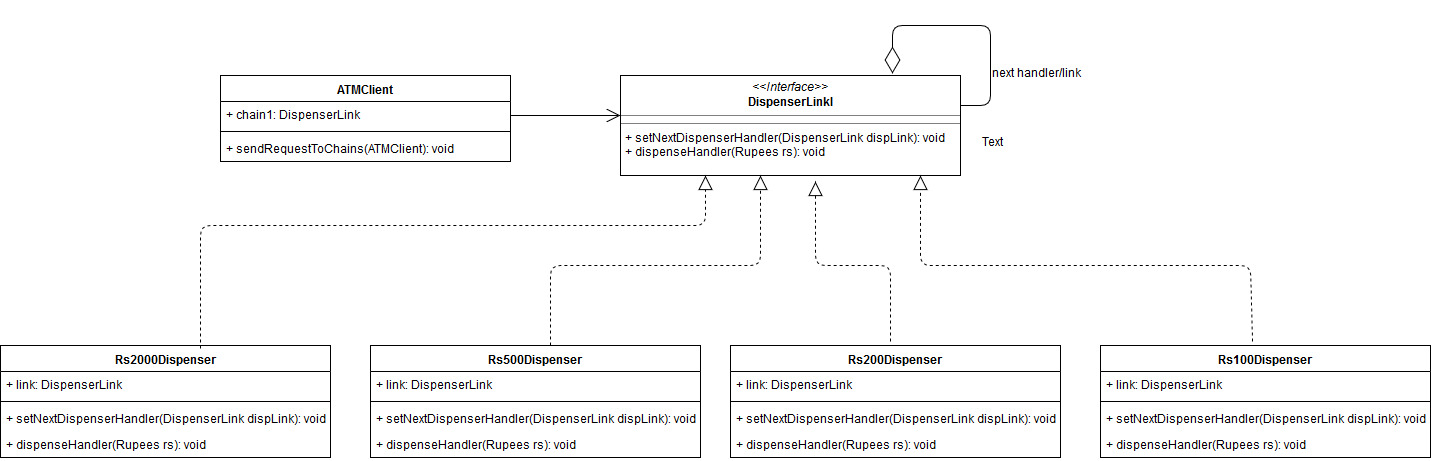 ATMClient
+ chain1: DispenserLink
+ sendRequestToChains(ATMClient): void
<<Interface>>
DispenserLinkI
+ setNextDispenserHandler(DispenserLink dispLink): void
+ dispenseHandler(Rupees rs): void
next handler/link
Text
Rs2000Dispenser
+ link: DispenserLink
+ setNextDispenserHandler(DispenserLink dispLink): void
+ dispenseHandler(Rupees rs): void
Rs500Dispenser
+ link: DispenserLink
+ setNextDispenserHandler(DispenserLink dispLink): void
+ dispenseHandler(Rupees rs): void
Rs200Dispenser
+ link: DispenserLink
+ setNextDispenserHandler(DispenserLink dispLink): void
+ dispenseHandler(Rupees rs): void
Rs100Dispenser
+ link: DispenserLink
+ setNextDispenserHandler(DispenserLink dispLink): void
+ dispenseHandler(Rupees rs): void